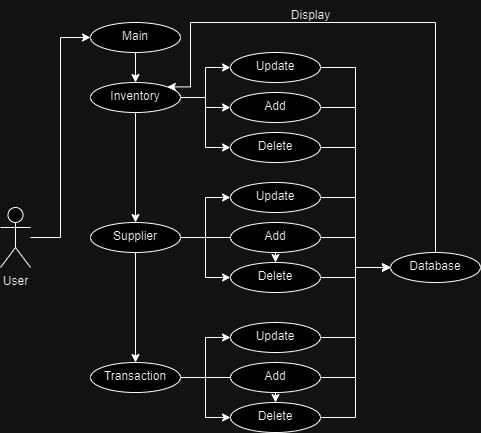 Display
Main
Update
Inventory
Add
Delete
Update
Supplier
Add
Database
Delete
User
Update
Transaction
Add
Delete